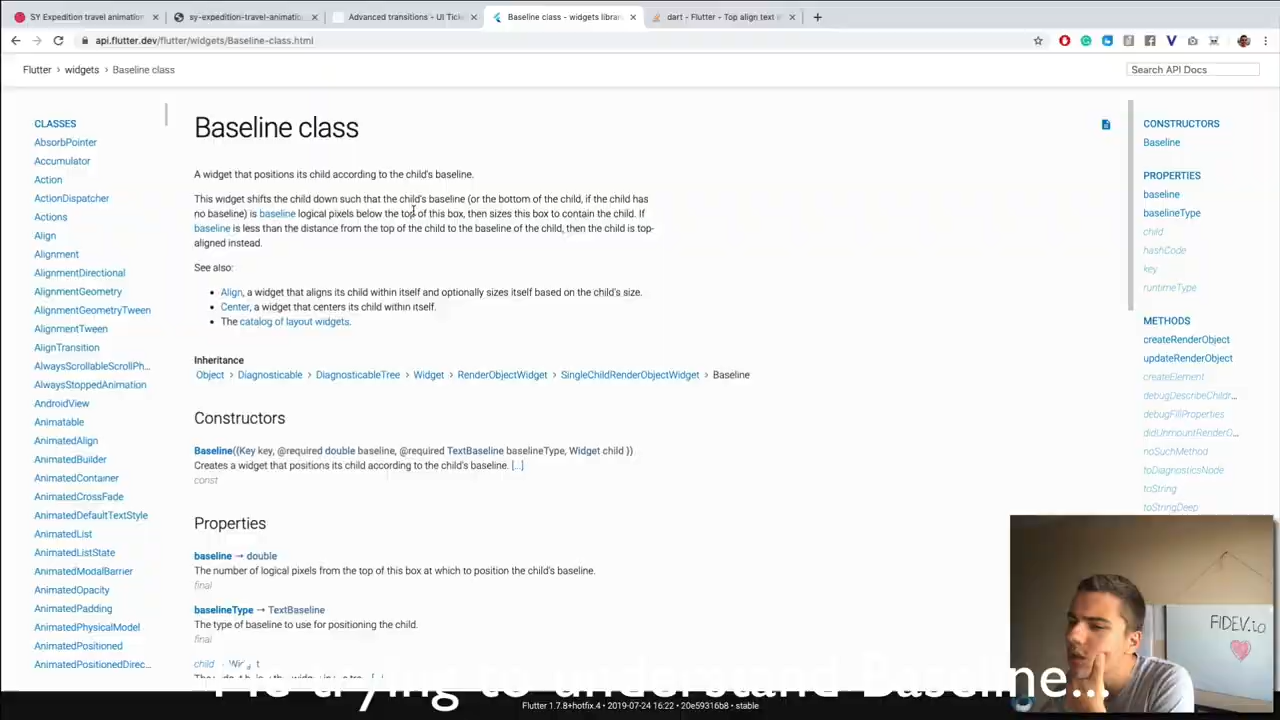 SY Expedition travel animation
sy-expedition-travel-animation
Advanced transitions - UI Tick
Baseline class - widgets librar
dart - Flutter - Top align text
api.flutter.dev/flutter/widgets/Baseline-class.html
Flutter > widgets > Baseline class
Search API Docs
CLASSES
AbsorbPointer
Accumulator
Action
ActionDispatcher
Actions
Align
Alignment
AlignmentDirectional
AlignmentGeometry
AlignmentGeometryTween
AlignmentTween
AlignTransition
AlwaysScrollableScrollPh...
AlwaysStoppedAnimation
AndroidView
Animatable
AnimatedAlign
AnimatedBuilder
AnimatedContainer
AnimatedCrossFade
AnimatedDefaultTextStyle
AnimatedList
AnimatedListState
AnimatedModalBarrier
AnimatedOpacity
AnimatedPadding
AnimatedPhysicalModel
AnimatedPositioned
AnimatedPositionedDirec...
Baseline class
A widget that positions its child according to the child's baseline.
This widget shifts the child down such that the child's baseline (or the bottom of the child, if the child has
no baseline) is baseline logical pixels below the top of this box, then sizes this box to contain the child. If
baseline is less than the distance from the top of the child to the baseline of the child, then the child is top-
aligned instead.
See also:
• Align, a widget that aligns its child within itself and optionally sizes itself based on the child's size.
• Center, a widget that centers its child within itself.
• The catalog of layout widgets.
Inheritance
Object > Diagnosticable > DiagnosticableTree > Widget > RenderObjectWidget > SingleChildRenderObjectWidget > Baseline
Constructors
Baseline({Key key, @required double baseline, @required TextBaseline baselineType, Widget child })
Creates a widget that positions its child according to the child's baseline. [...]
const
Properties
baseline → double
The number of logical pixels from the top of this box at which to position the child's baseline.
final
baselineType → TextBaseline
The type of baseline to use for positioning the child.
final
child
CONSTRUCTORS
Baseline
PROPERTIES
baseline
baselineType
child
hashCode
key
runtimeType
METHODS
createRenderObject
updateRenderObject
createElement
debugDescribeChildr...
debugFillProperties
didUnmountRenderO...
noSuchMethod
toDiagnosticsNode
toString
toStringDeep
FIDEV.io
Me trying to understand Baseline...
Flutter 1.7.8+hotfix.4 • 2019-07-24 16:22 • 20e59316b8 • stable